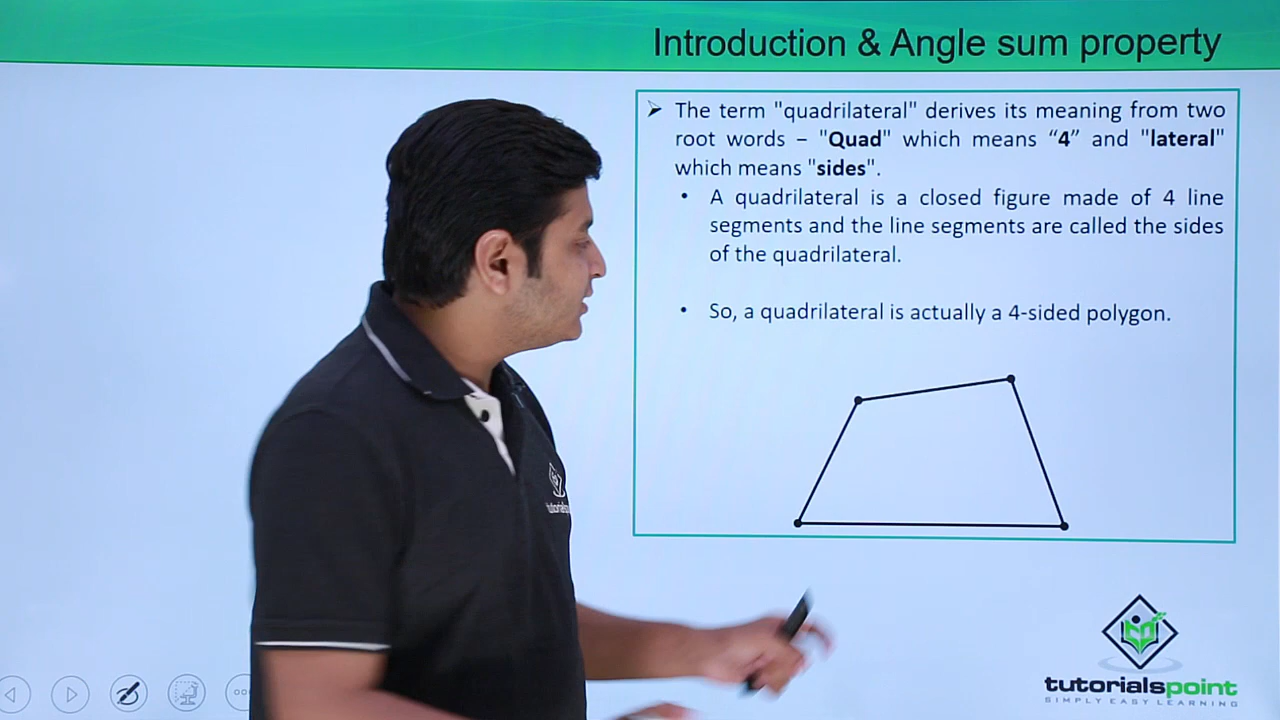 Introduction & Angle sum property
➢ The term "quadrilateral" derives its meaning from two
root words – "Quad" which means “4” and "lateral"
which means "sides".
• A quadrilateral is a closed figure made of 4 line
segments and the line segments are called the sides
of the quadrilateral.
• So, a quadrilateral is actually a 4-sided polygon.
tutorialspoint
SIMPLY EASY LEARNING